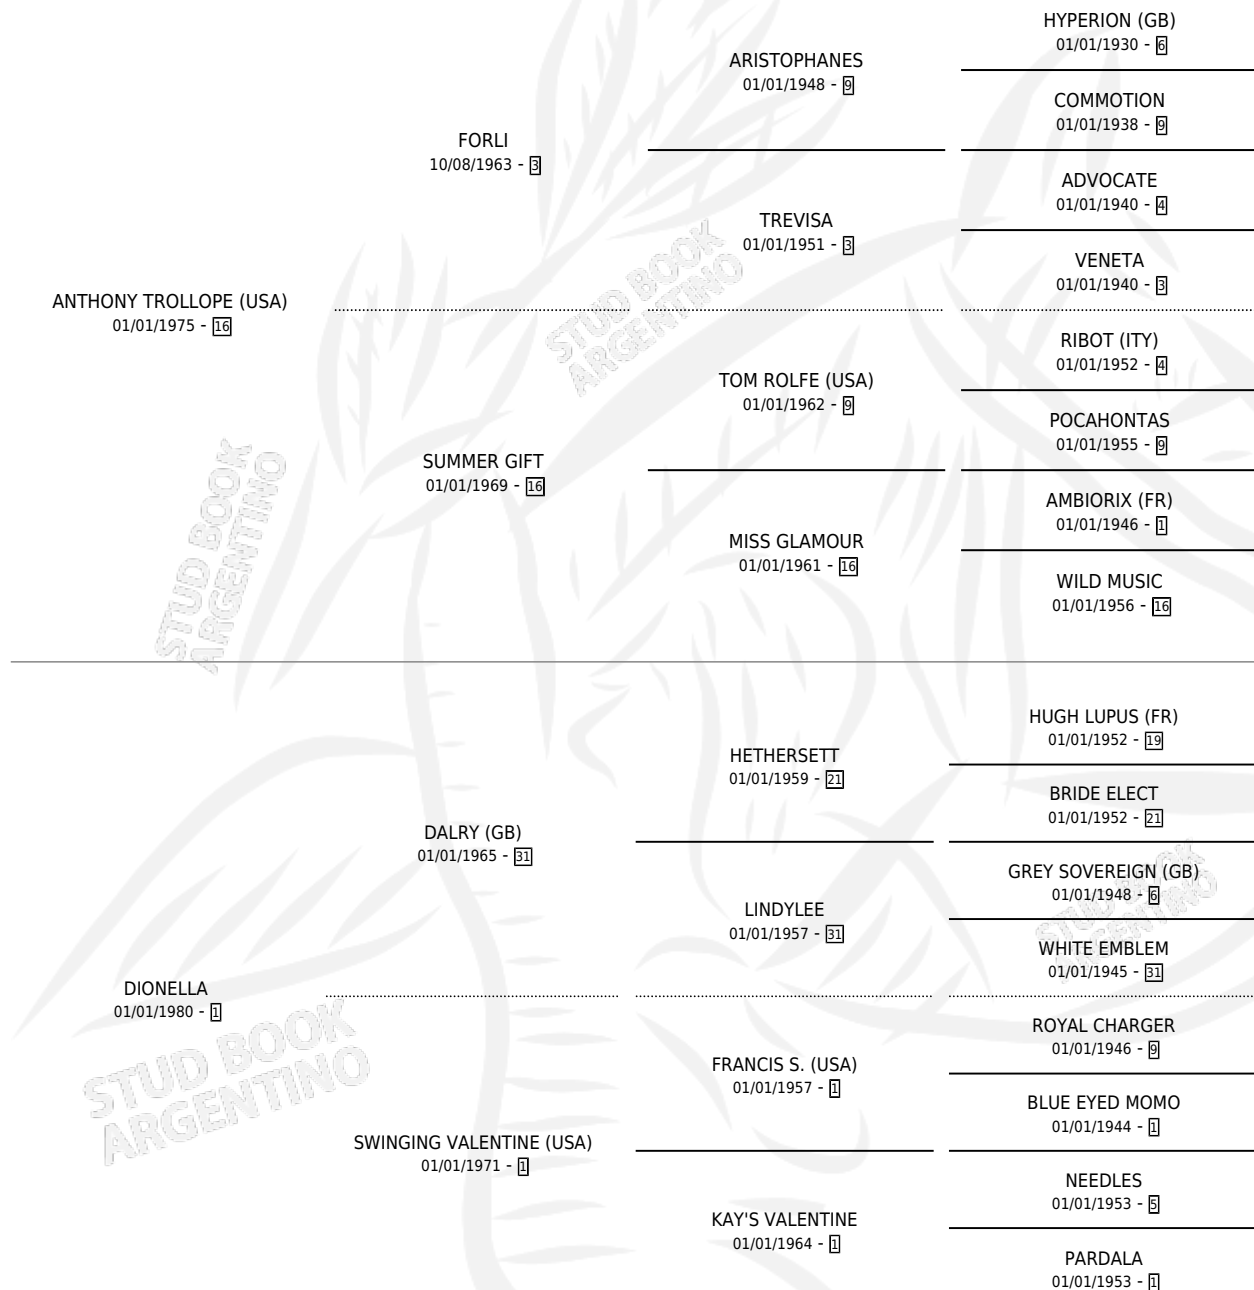 HYPERION (GB)
01/01/1930 - 6
ARISTOPHANES
01/01/1948 - 9
COMMOTION
01/01/1938 - 9
FORLI
10/08/1963 - 3
ADVOCATE
01/01/1940 - 4
TREVISA
01/01/1951 - 3
VENETA
01/01/1940 - 3
ANTHONY TROLLOPE (USA)
01/01/1975 - 16
RIBOT (ITY)
01/01/1952 - 4
TOM ROLFE (USA)
01/01/1962 - 9
POCAHONTAS
01/01/1955 - 9
SUMMER GIFT
01/01/1969 - 16
AMBIORIX (FR)
01/01/1946 - 1
MISS GLAMOUR
01/01/1961 - 16
WILD MUSIC
01/01/1956 - 16
HUGH LUPUS (FR)
01/01/1952 - 19
HETHERSETT
01/01/1959 - 21
BRIDE ELECT
01/01/1952 - 21
DALRY (GB)
01/01/1965 - 31
GREY SOVEREIGN (GB)
01/01/1948 - 6
LINDYLEE
01/01/1957 - 31
WHITE EMBLEM
01/01/1945 - 31
DIONELLA
01/01/1980 - 1
ROYAL CHARGER
01/01/1946 - 9
FRANCIS S. (USA)
01/01/1957 - 1
BLUE EYED MOMO
01/01/1944 - 1
SWINGING VALENTINE (USA)
01/01/1971 - 1
NEEDLES
01/01/1953 - 5
KAY'S VALENTINE
01/01/1964 - 1
PARDALA
01/01/1953 - 1
STUD BOOK
ARGENTINO
STUD BOOK
ARGENTINO
STUD BOOK
ARGENTINO
STUD BOOK
ARGENTINO